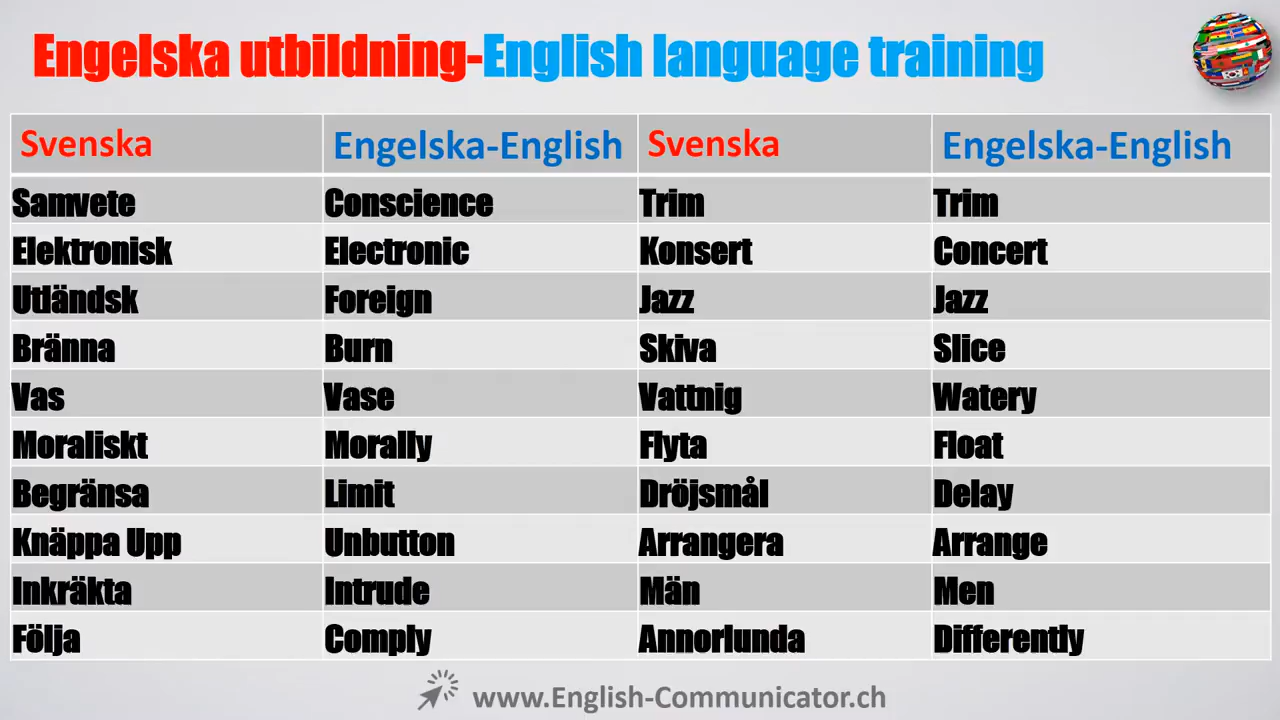 Engelska utbildning-English language training
Svenska Engelska-English Svenska Engelska-English
Samvete Conscience Trim Trim
Elektronisk Electronic Konsert Concert
Utländsk Foreign Jazz Jazz
Bränna Burn Skiva Slice
Vas Vase Vattnig Watery
Moraliskt Morally Flyta Float
Begränsa Limit Dröjsmål Delay
Knäppa Upp Unbutton Arrangera Arrange
Inkräkta Intrude Män Men
Följa Comply Annorlunda Differently
www.English-Communicator.ch